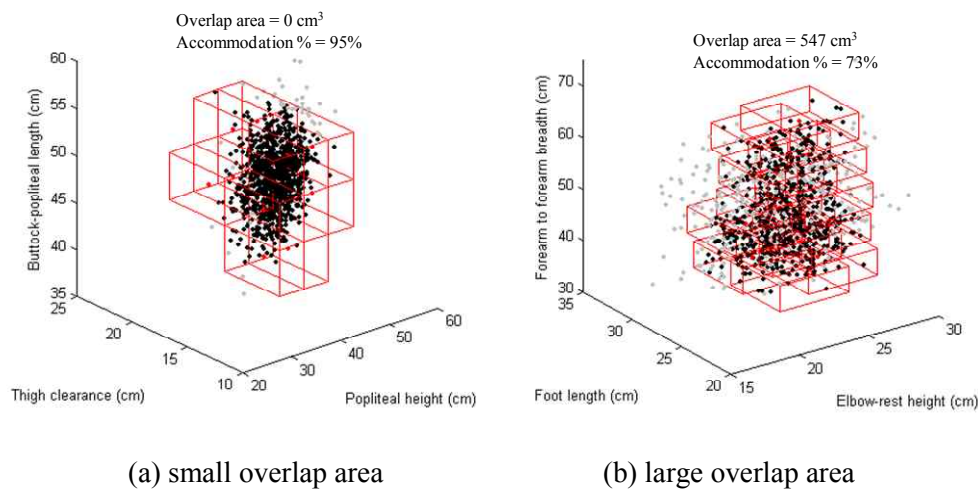 Overlap area = 0 cm³
Accommodation % = 95%
60
55
50
45
40
35
Buttock-popliteal length (cm)
25
20
15
10
Thigh clearance (cm)
20
30
40
50
60
Popliteal height (cm)
(a) small overlap area
Overlap area = 547 cm³
Accommodation % = 73%
70
60
50
40
30
Forearm to forearm breadth (cm)
35
30
25
20
Foot length (cm)
15
20
25
30
Elbow-rest height (cm)
(b) large overlap area